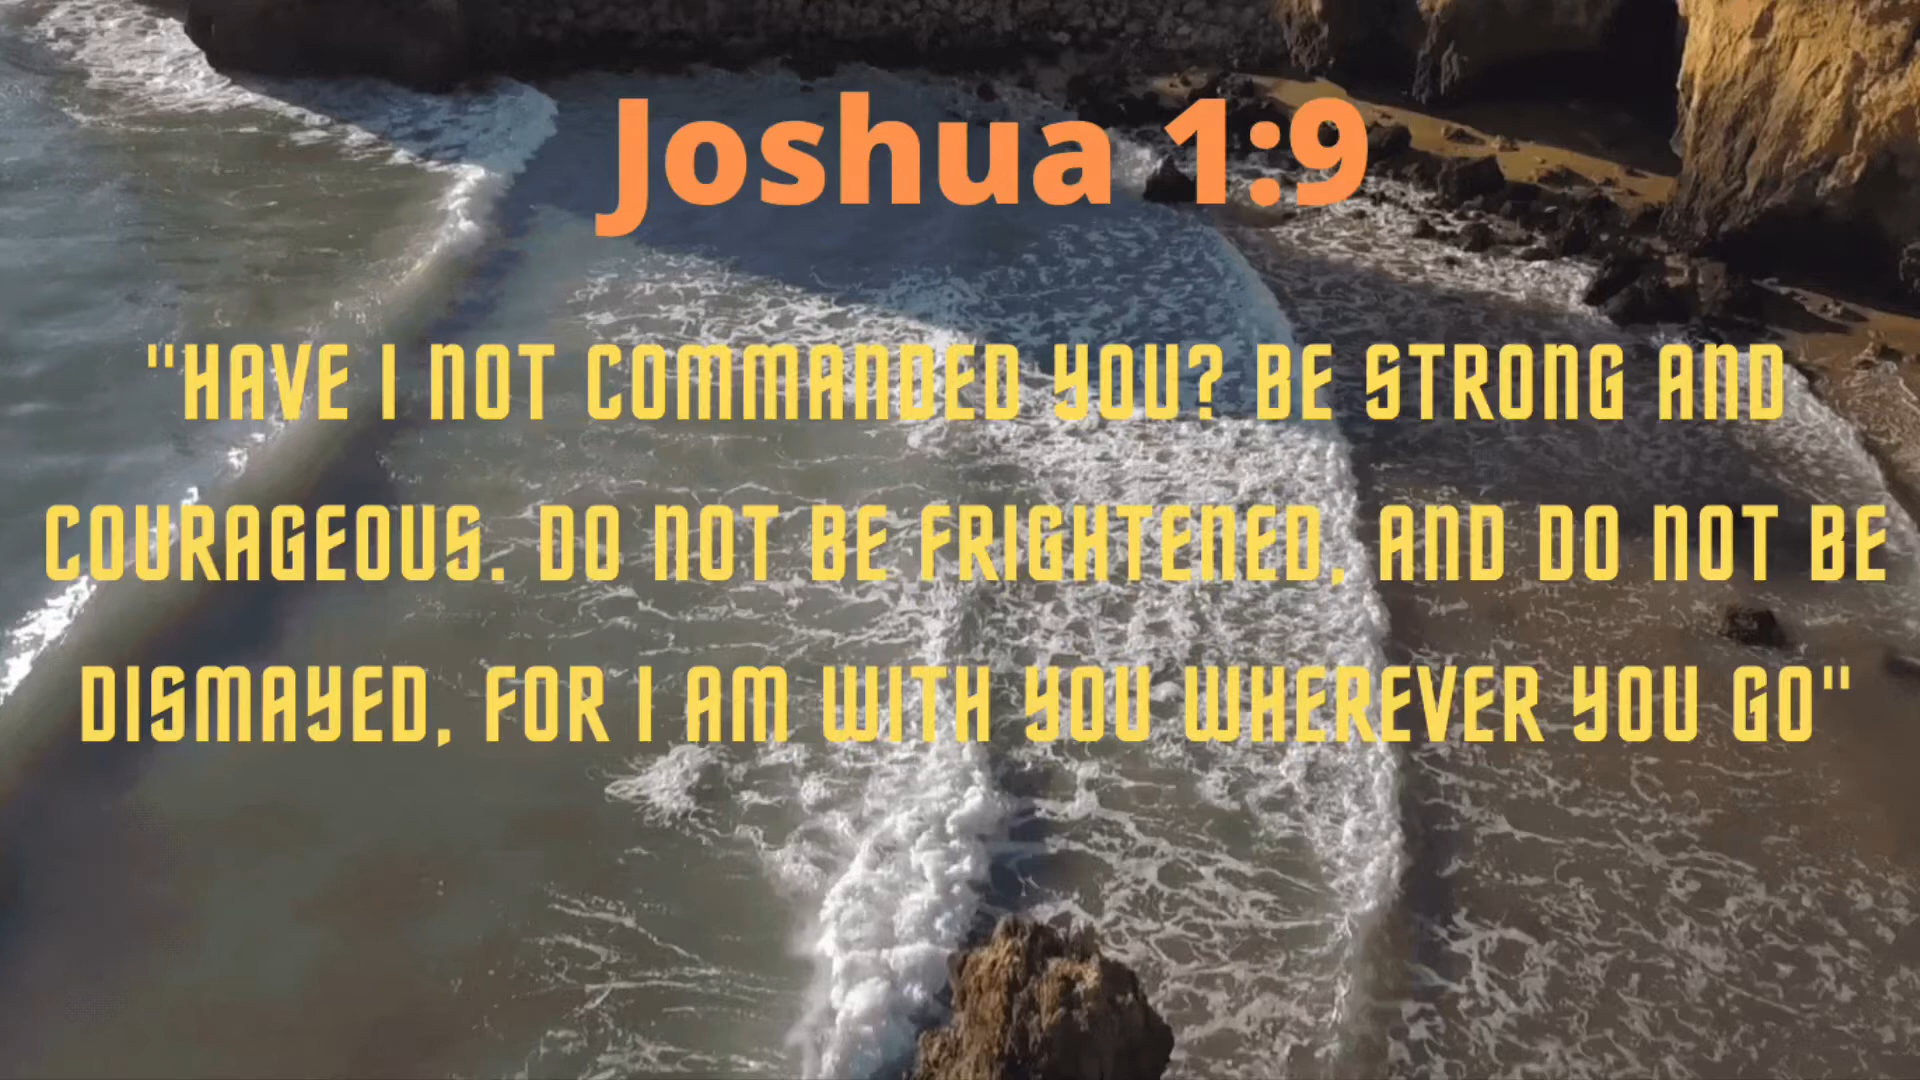 Joshua 1:9
"HAVE I NOT COMMANDED YOU? BE STRONG AND
COURAGEOUS. DO NOT BE FRIGHTENED, AND DO NOT BE
DISMAYED, FOR I AM WITH YOU WHEREVER YOU GO"